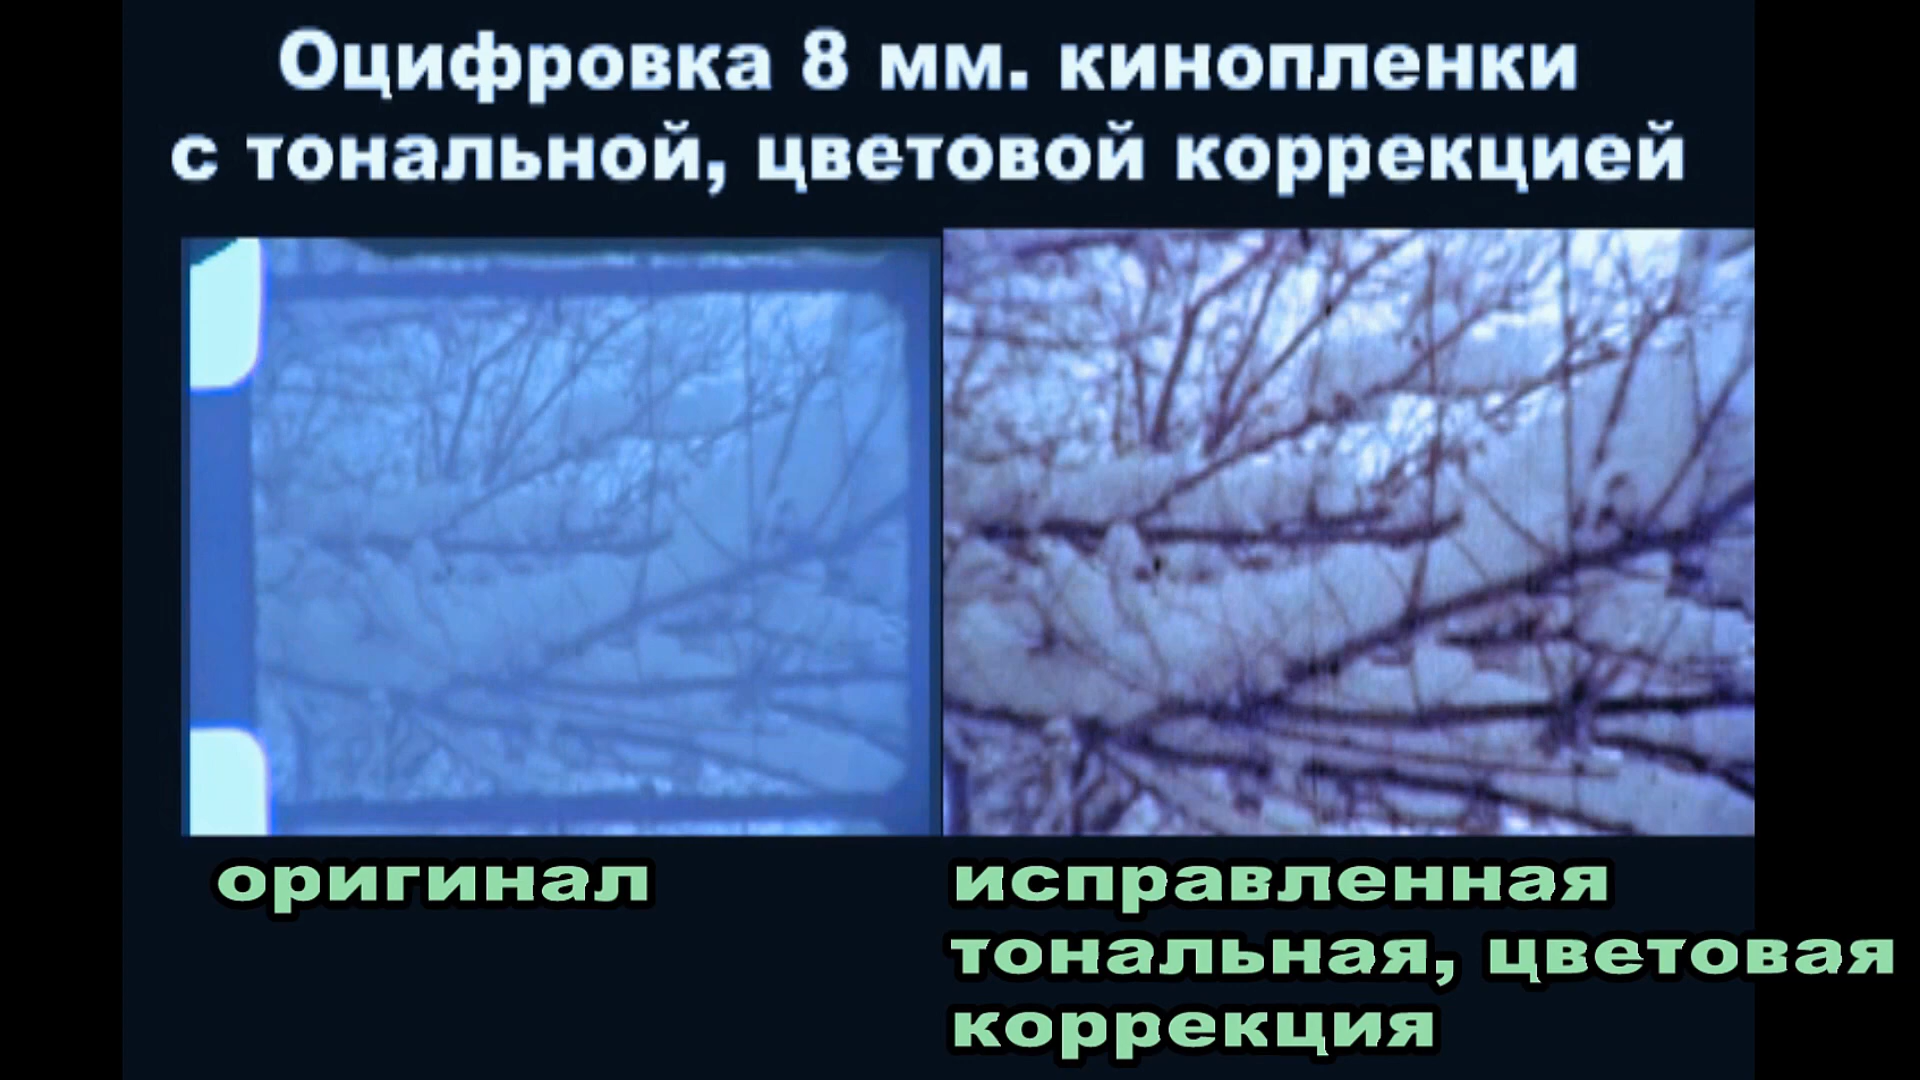 Оцифровка 8 мм. кинопленки
с тональной, цветовой коррекцией
оригинал
исправленная
тональная, цветовая
коррекция